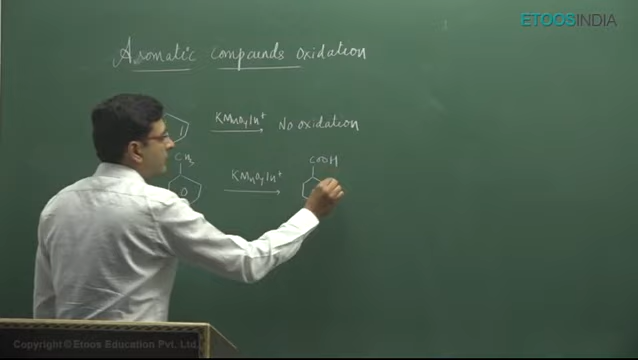 ETOOSINDIA
Aromatic compounds oxidation
KMnO4/H+ No oxidation
CH3
KMnO4/H+
COOH
Copyright © Etoos Education Pvt. Ltd.